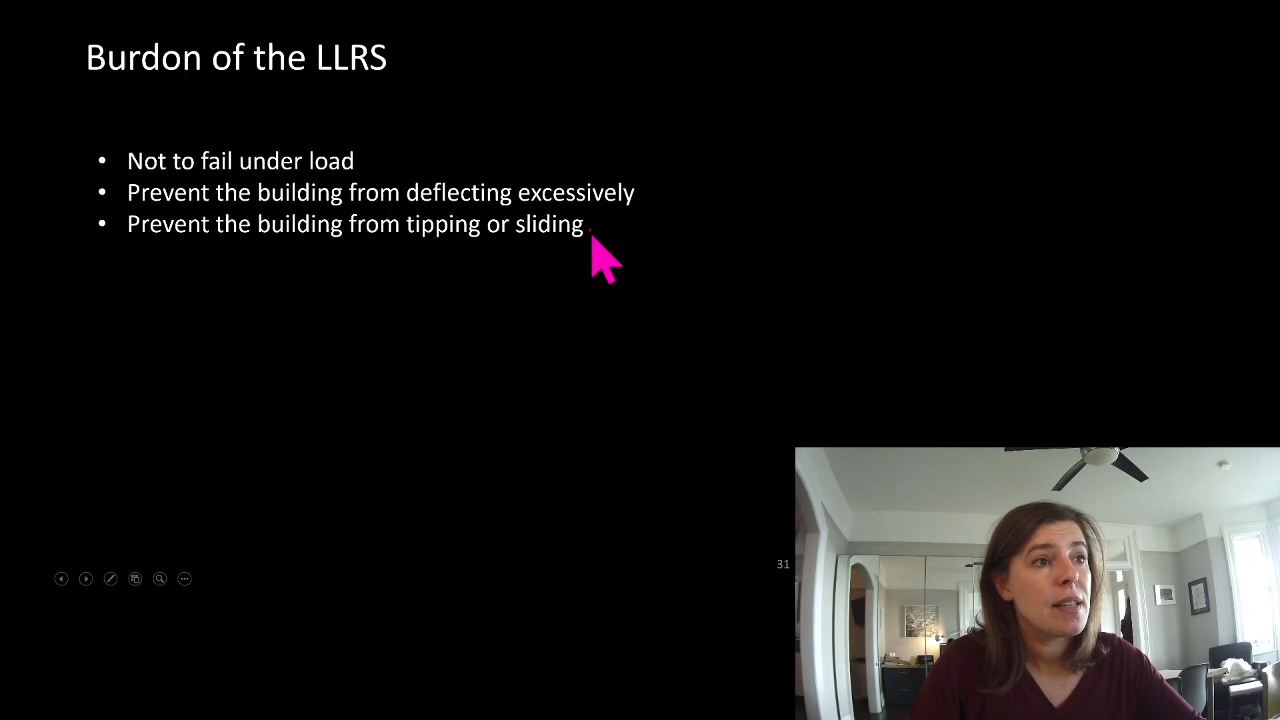 Burdon of the LLRS
• Not to fail under load
• Prevent the building from deflecting excessively
• Prevent the building from tipping or sliding
31